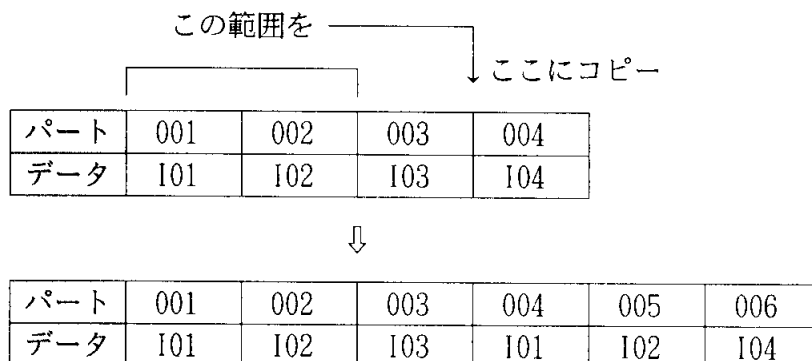 この範囲を
ここにコピー
パート 001 002 003 004
データ I01 I02 I03 I04
⇩
パート 001 002 003 004 005 006
データ I01 I02 I03 I01 I02 I04